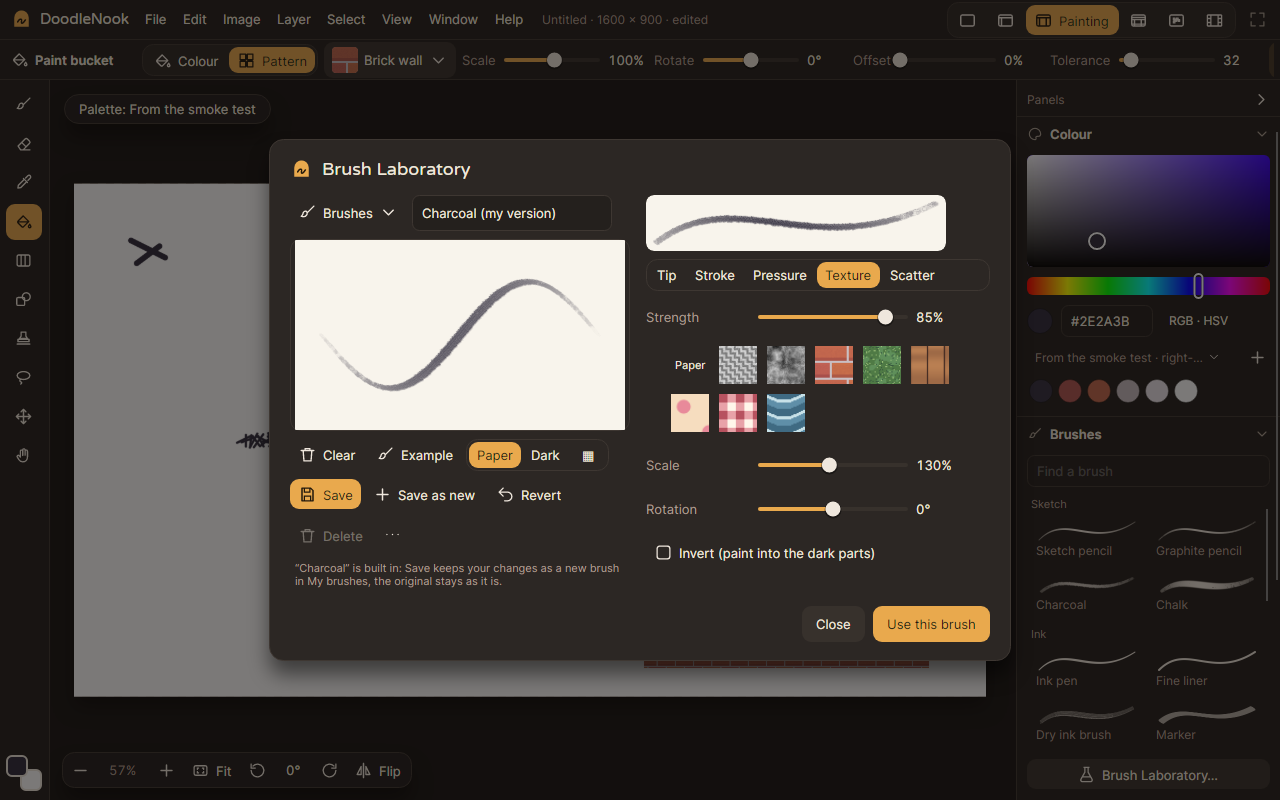 DoodleNook File Edit Image Layer Select View Window Help Untitled · 1600 × 900 · edited Painting
Paint bucket Colour Pattern Brick wall Scale 100% Rotate 0° Offset 0% Tolerance 32
Palette: From the smoke test
Panels
Colour
#2E2A3B RGB · HSV
From the smoke test · right-...
Brushes
Find a brush
Sketch
Sketch pencil Graphite pencil
Charcoal Chalk
Ink
Ink pen Fine liner
Dry ink brush Marker
Brush Laboratory...
Brush Laboratory
Brushes Charcoal (my version)
Tip Stroke Pressure Texture Scatter
Strength 85%
Paper
Scale 130%
Rotation 0°
Invert (paint into the dark parts)
Clear Example Paper Dark
Save Save as new Revert
Delete ...
“Charcoal” is built in: Save keeps your changes as a new brush
in My brushes, the original stays as it is.
Close Use this brush
57% Fit 0° Flip